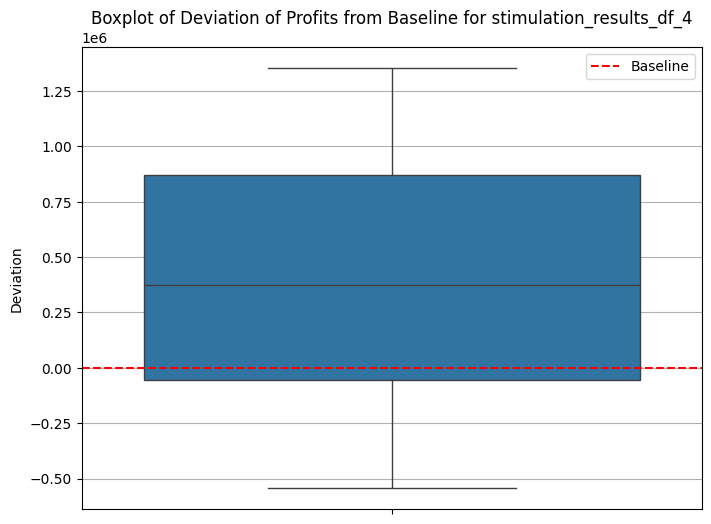 Boxplot of Deviation of Profits from Baseline for stimulation_results_df_4
1e6
Baseline
1.25
1.00
0.75
0.50
0.25
0.00
−0.25
−0.50
Deviation